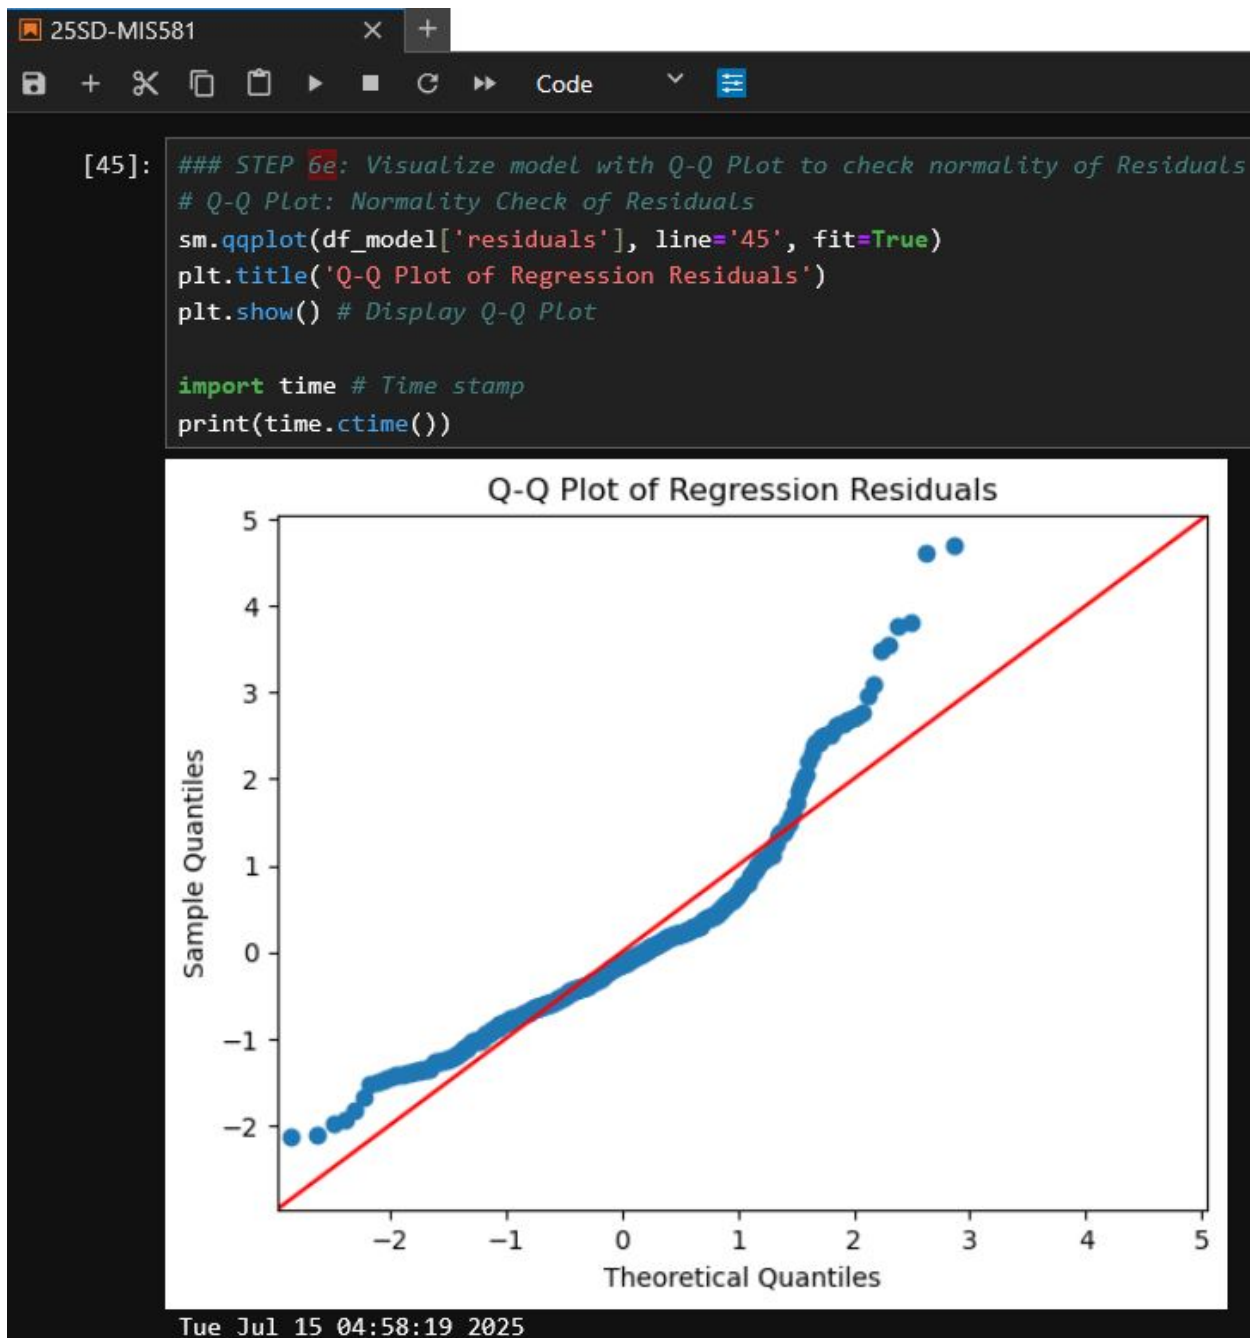 25SD-MIS581
Code
[45]:
### STEP 6e: Visualize model with Q-Q Plot to check normality of Residuals
# Q-Q Plot: Normality Check of Residuals
sm.qqplot(df_model['residuals'], line='45', fit=True)
plt.title('Q-Q Plot of Regression Residuals')
plt.show() # Display Q-Q Plot
import time # Time stamp
print(time.ctime())
Q-Q Plot of Regression Residuals
5
4
3
2
1
0
−1
−2
Sample Quantiles
−2 −1 0 1 2 3 4 5
Theoretical Quantiles
Tue Jul 15 04:58:19 2025